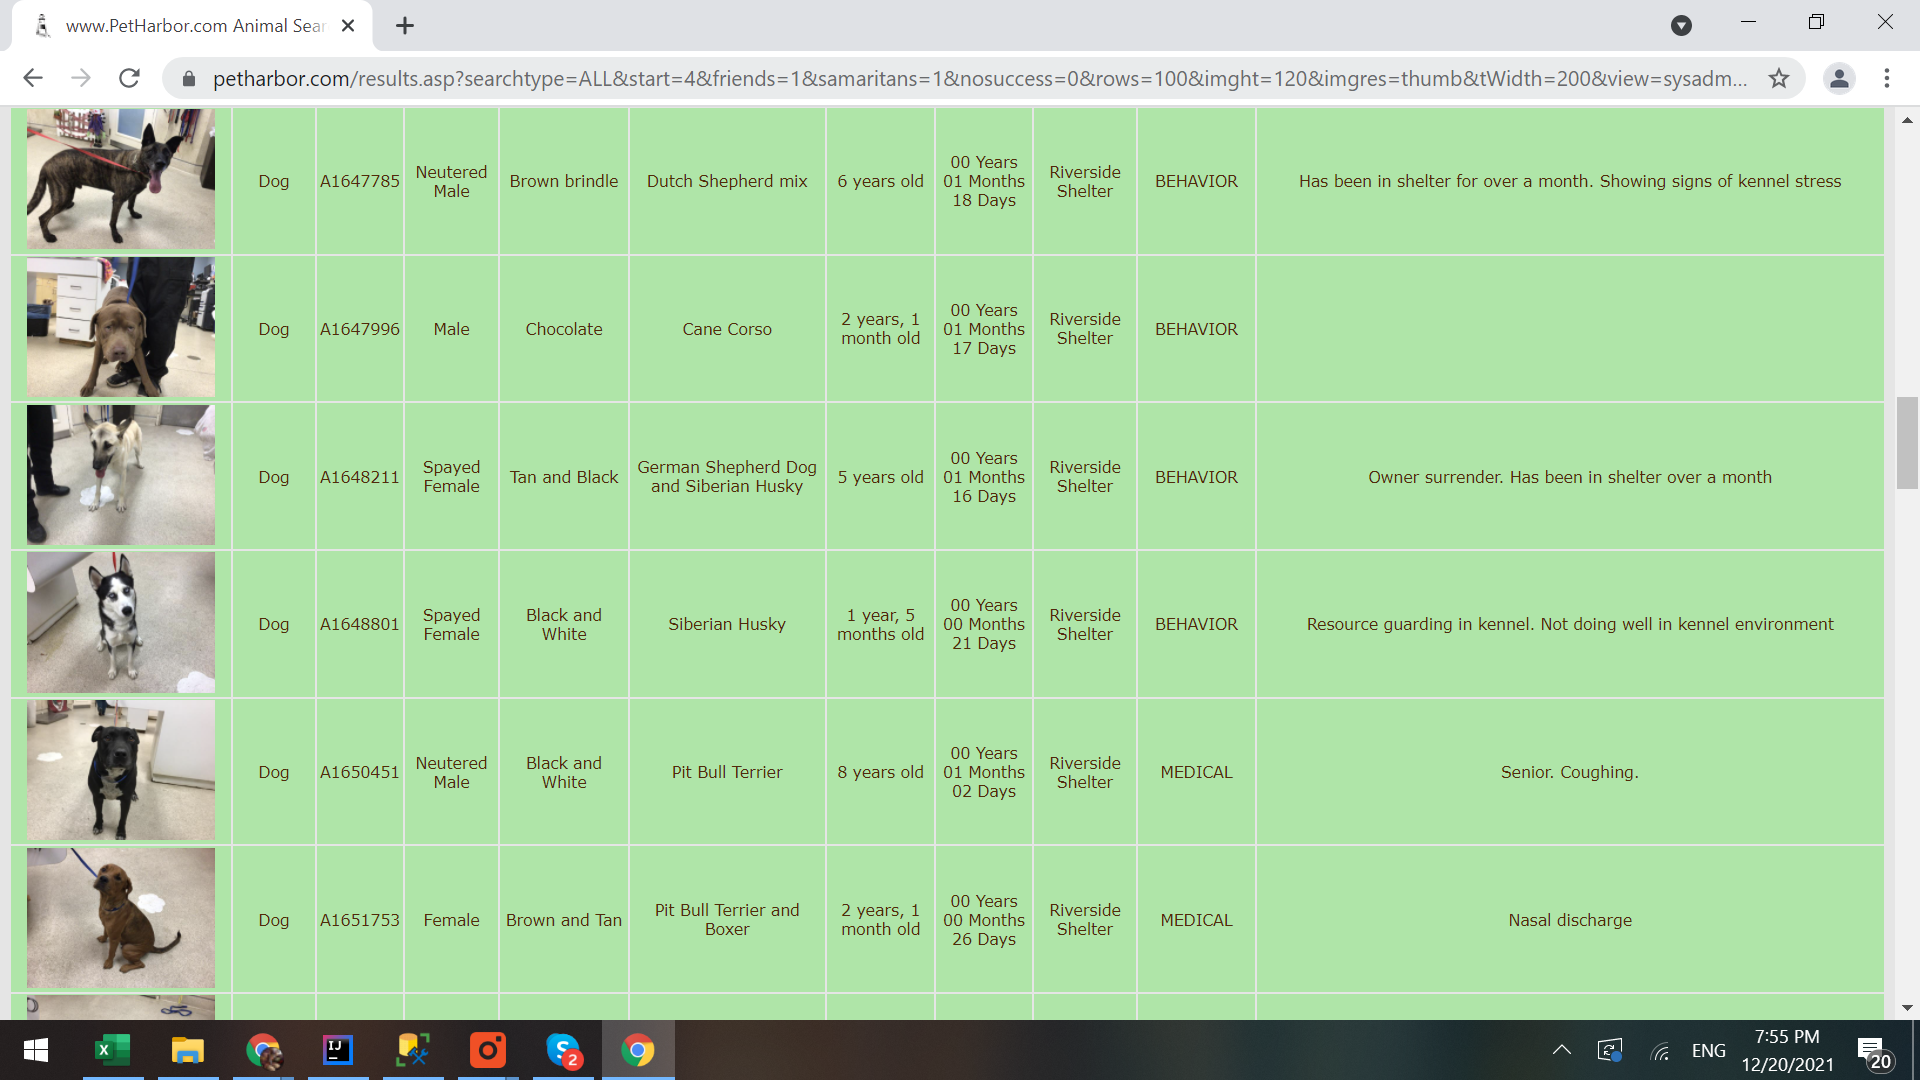 www.PetHarbor.com Animal Sear
petharbor.com/results.asp?searchtype=ALL&start=4&friends=1&samaritans=1&nosuccess=0&rows=100&imght=120&imgres=thumb&tWidth=200&view=sysadm...
Dog
A1647785
Neutered
Male
Brown brindle
Dutch Shepherd mix
6 years old
00 Years
01 Months
18 Days
Riverside
Shelter
BEHAVIOR
Has been in shelter for over a month. Showing signs of kennel stress
Dog
A1647996
Male
Chocolate
Cane Corso
2 years, 1
month old
00 Years
01 Months
17 Days
Riverside
Shelter
BEHAVIOR
Dog
A1648211
Spayed
Female
Tan and Black
German Shepherd Dog
and Siberian Husky
5 years old
00 Years
01 Months
16 Days
Riverside
Shelter
BEHAVIOR
Owner surrender. Has been in shelter over a month
Dog
A1648801
Spayed
Female
Black and
White
Siberian Husky
1 year, 5
months old
00 Years
00 Months
21 Days
Riverside
Shelter
BEHAVIOR
Resource guarding in kennel. Not doing well in kennel environment
Dog
A1650451
Neutered
Male
Black and
White
Pit Bull Terrier
8 years old
00 Years
01 Months
02 Days
Riverside
Shelter
MEDICAL
Senior. Coughing.
Dog
A1651753
Female
Brown and Tan
Pit Bull Terrier and
Boxer
2 years, 1
month old
00 Years
00 Months
26 Days
Riverside
Shelter
MEDICAL
Nasal discharge
X
IJ
S
2
ENG
7:55 PM
12/20/2021
20